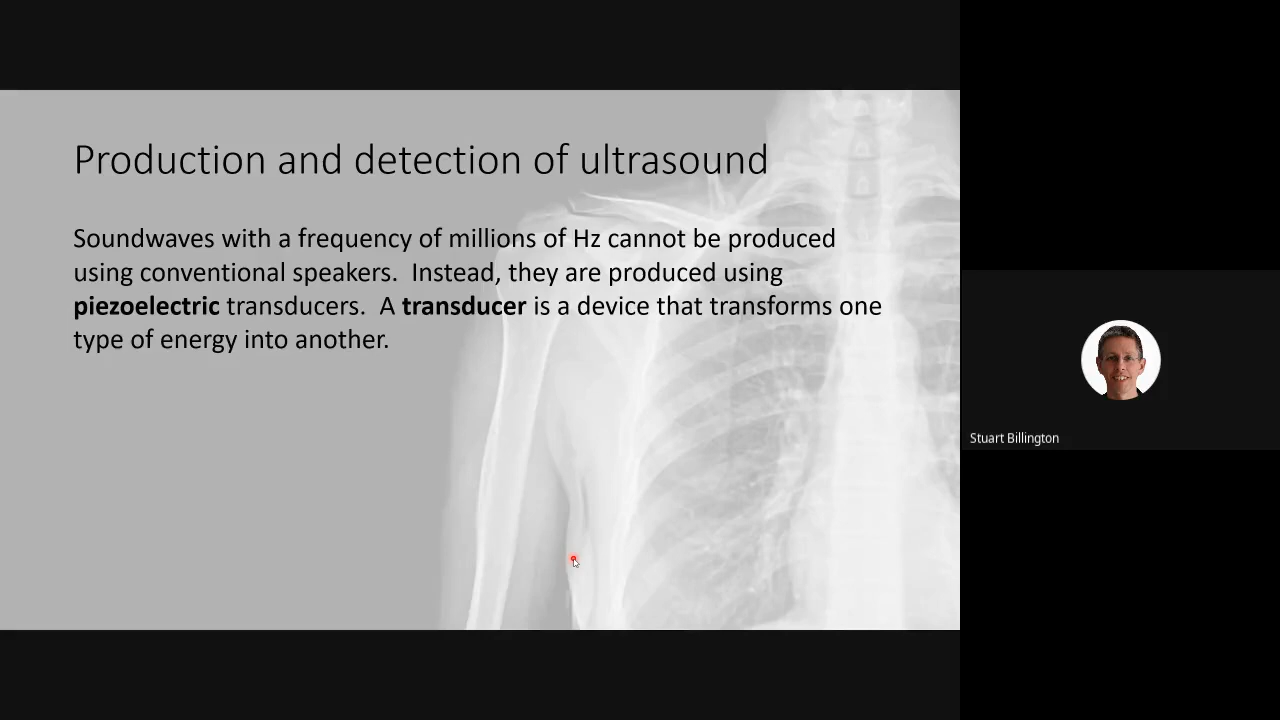 Production and detection of ultrasound
Soundwaves with a frequency of millions of Hz cannot be produced
using conventional speakers.  Instead, they are produced using
piezoelectric transducers.  A transducer is a device that transforms one
type of energy into another.
Stuart Billington